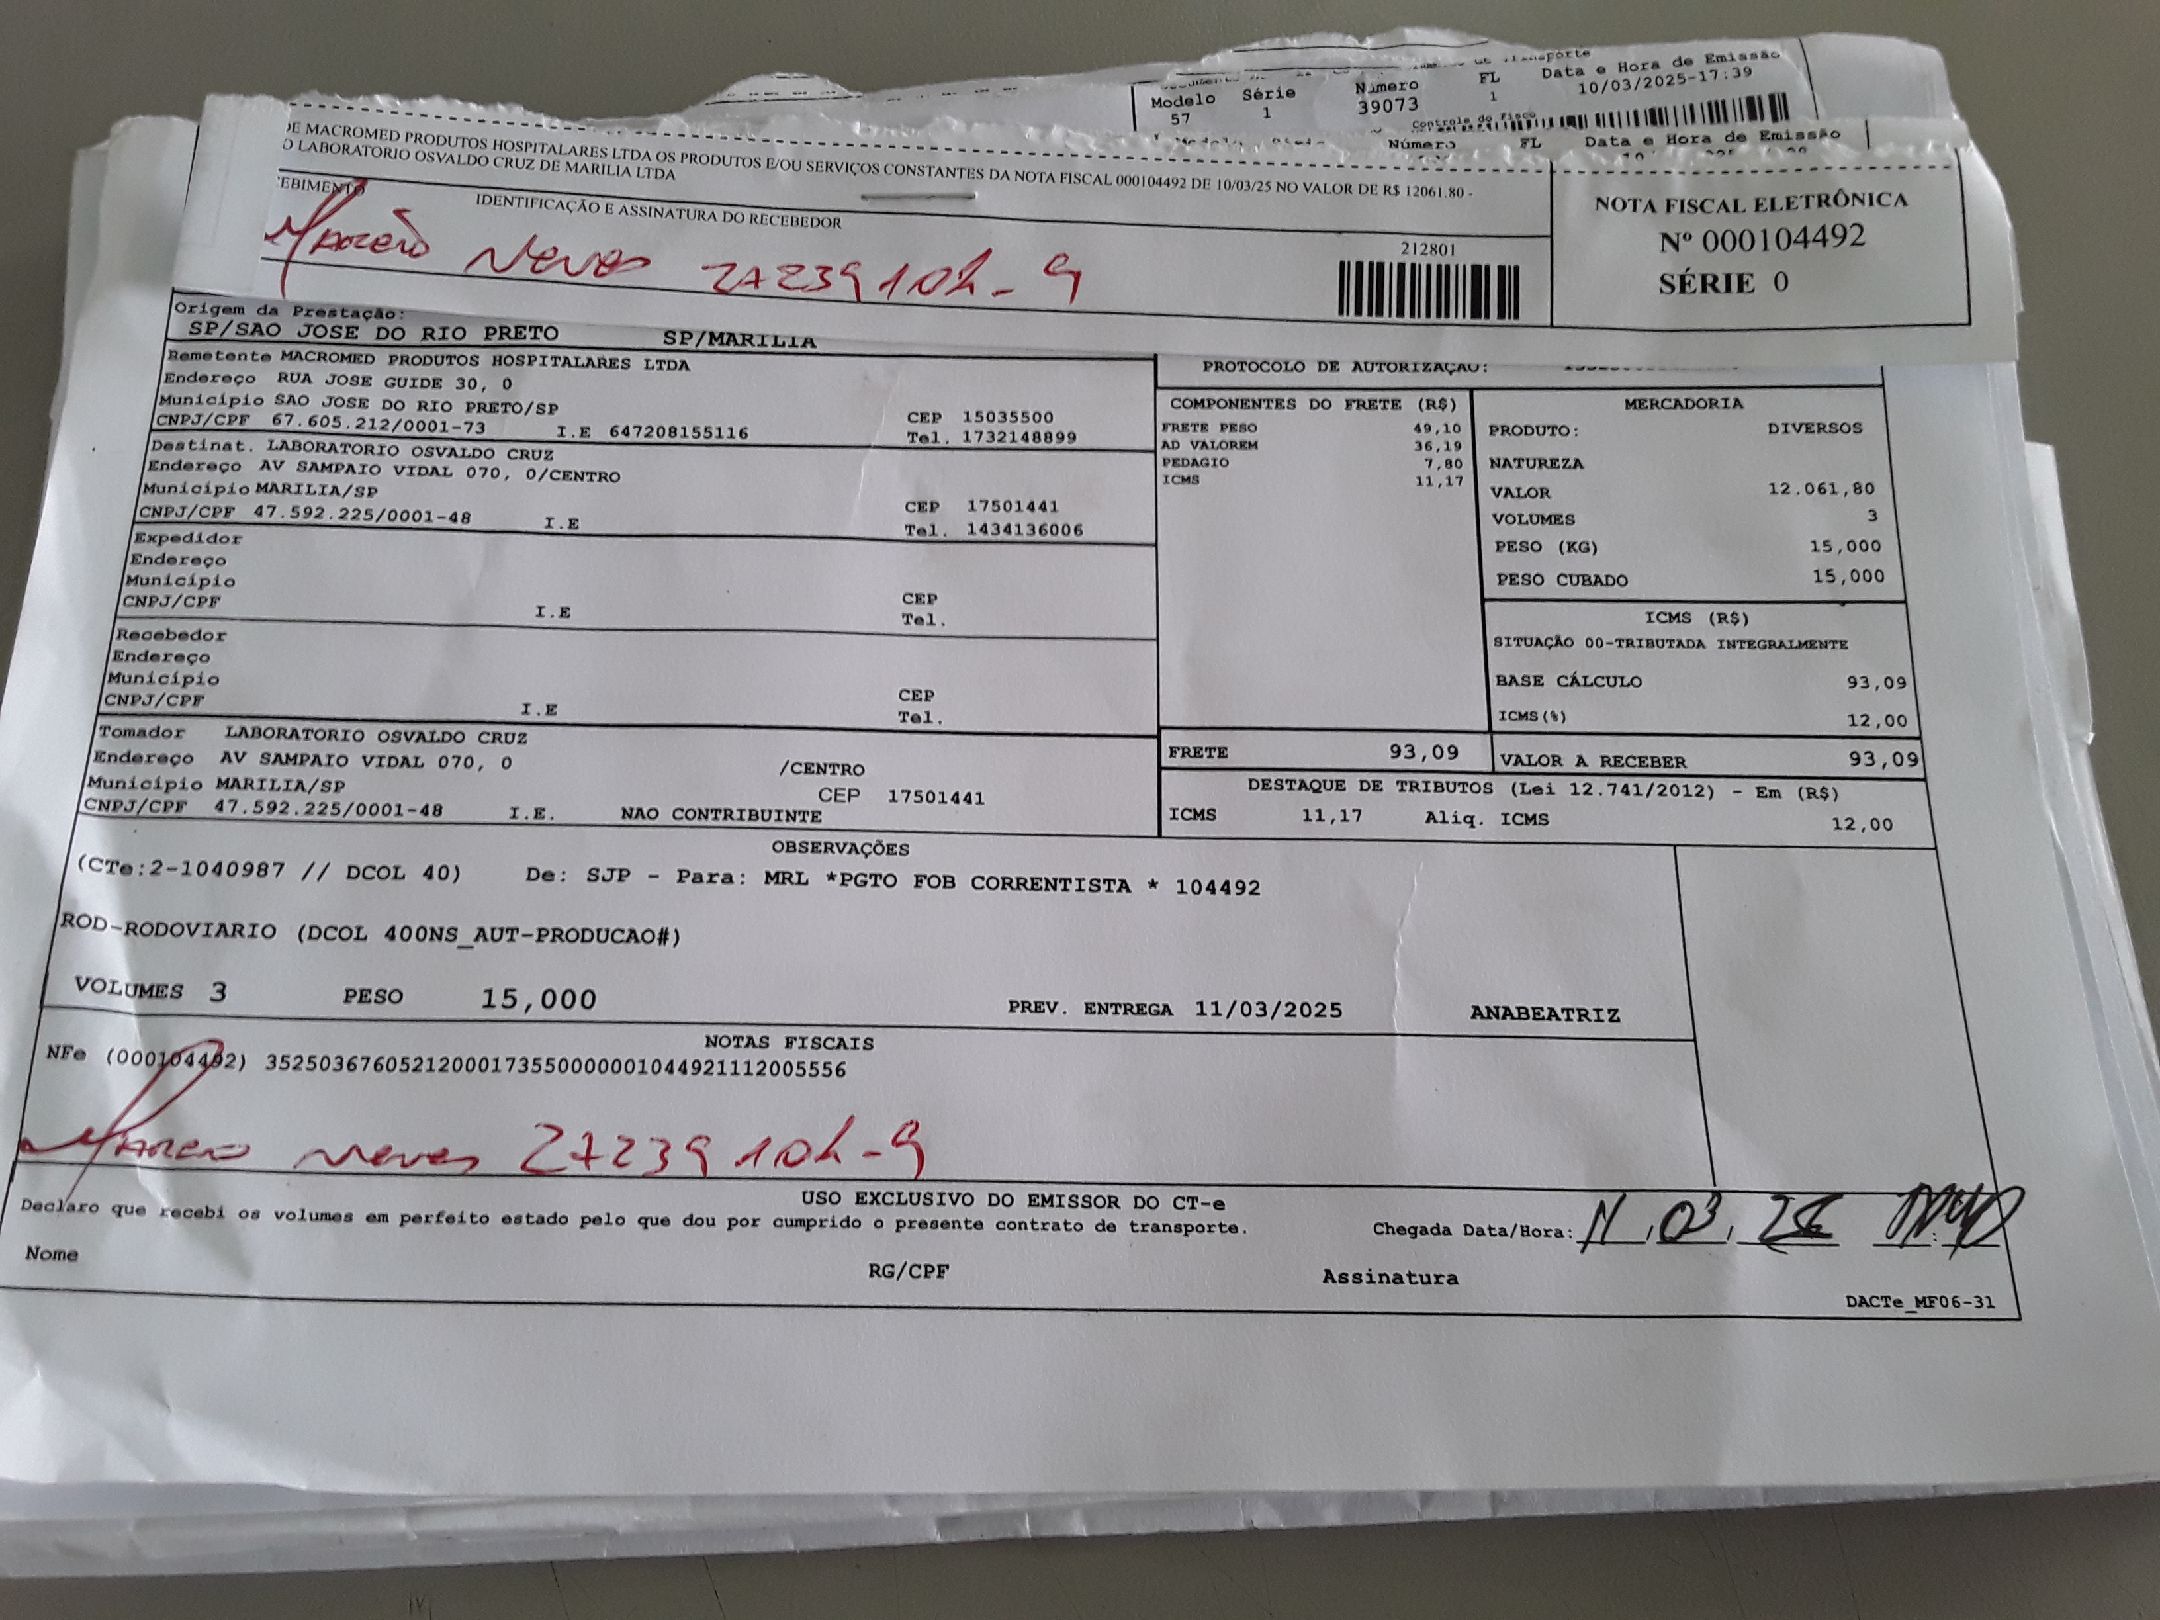 Modelo Série Número FL Data e Hora de Emissão
57 1 39073 1 10/03/2025-17:39
Controle do Fisco
Número FL Data e Hora de Emissão
DE MACROMED PRODUTOS HOSPITALARES LTDA OS PRODUTOS E/OU SERVIÇOS CONSTANTES DA NOTA FISCAL 000104492 DE 10/03/25 NO VALOR DE R$ 12061.80 -
O LABORATORIO OSVALDO CRUZ DE MARILIA LTDA
EBIMENTO IDENTIFICAÇÃO E ASSINATURA DO RECEBEDOR
Neves
212801
NOTA FISCAL ELETRÔNICA
Nº 000104492
SÉRIE 0
Origem da Prestação:
SP/SAO JOSE DO RIO PRETO SP/MARILIA
Remetente MACROMED PRODUTOS HOSPITALARES LTDA
Endereço RUA JOSE GUIDE 30, 0
Município SAO JOSE DO RIO PRETO/SP CEP 15035500
CNPJ/CPF 67.605.212/0001-73 I.E 647208155116 Tel. 1732148899
Destinat. LABORATORIO OSVALDO CRUZ
Endereço AV SAMPAIO VIDAL 070, 0/CENTRO
Município MARILIA/SP CEP 17501441
CNPJ/CPF 47.592.225/0001-48 I.E Tel. 1434136006
Expedidor
Endereço
Município CEP
CNPJ/CPF I.E Tel.
Recebedor
Endereço
Município CEP
CNPJ/CPF I.E Tel.
Tomador LABORATORIO OSVALDO CRUZ
Endereço AV SAMPAIO VIDAL 070, 0 /CENTRO
Município MARILIA/SP CEP 17501441
CNPJ/CPF 47.592.225/0001-48 I.E. NAO CONTRIBUINTE
PROTOCOLO DE AUTORIZAÇAO:
COMPONENTES DO FRETE (R$)
FRETE PESO 49,10
AD VALOREM 36,19
PEDAGIO 7,80
ICMS 11,17
MERCADORIA
PRODUTO: DIVERSOS
NATUREZA
VALOR 12.061,80
VOLUMES 3
PESO (KG) 15,000
PESO CUBADO 15,000
ICMS (R$)
SITUAÇÃO 00-TRIBUTADA INTEGRALMENTE
BASE CÁLCULO 93,09
ICMS(%) 12,00
FRETE 93,09 VALOR A RECEBER 93,09
DESTAQUE DE TRIBUTOS (Lei 12.741/2012) - Em (R$)
ICMS 11,17 Aliq. ICMS 12,00
OBSERVAÇÕES
(CTe:2-1040987 // DCOL 40) De: SJP - Para: MRL *PGTO FOB CORRENTISTA * 104492
ROD-RODOVIARIO (DCOL 400NS_AUT-PRODUCAO#)
VOLUMES 3 PESO 15,000 PREV. ENTREGA 11/03/2025 ANABEATRIZ
NOTAS FISCAIS
NFe (000104492) 35250367605212000173550000001044921112005556
Neves
USO EXCLUSIVO DO EMISSOR DO CT-e
Declaro que recebi os volumes em perfeito estado pelo que dou por cumprido o presente contrato de transporte.
Chegada Data/Hora: 11, 03,
Nome RG/CPF Assinatura
DACTe_MF06-31